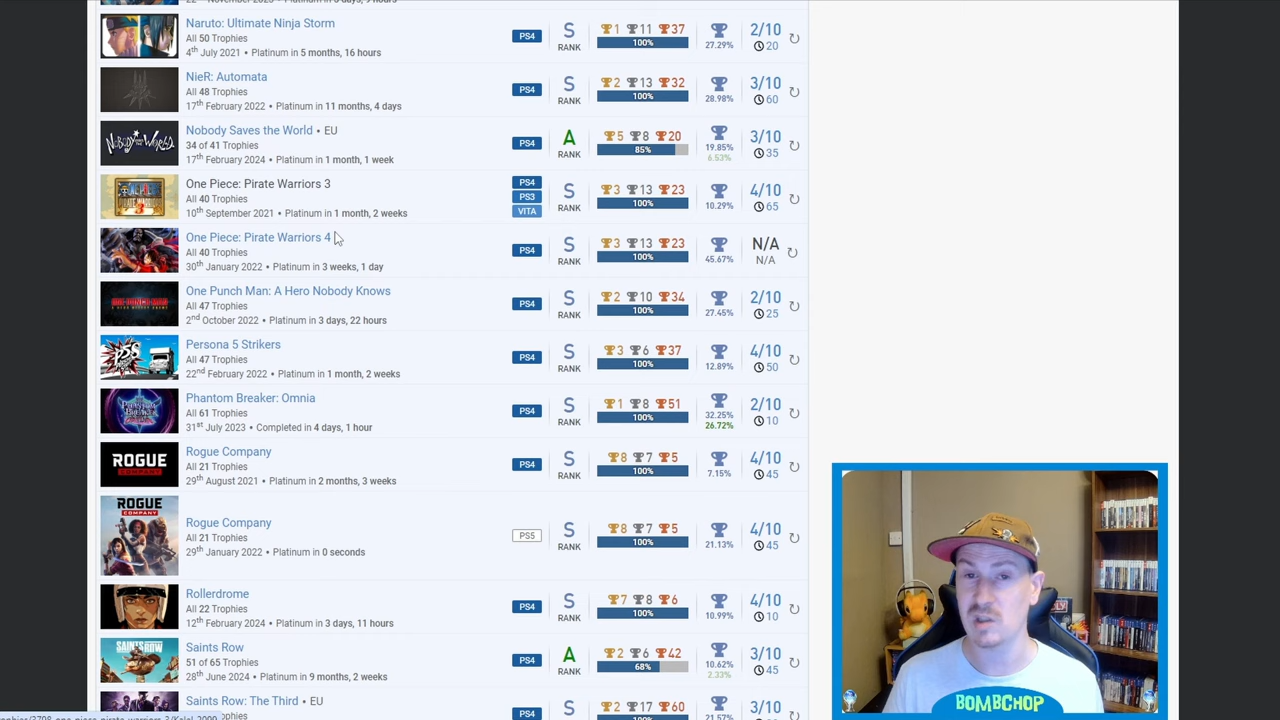 Naruto: Ultimate Ninja Storm
All 50 Trophies
4th July 2021 • Platinum in 5 months, 16 hours
PS4
S
RANK
1 11 37
100%
27.29%
2/10
20
NieR: Automata
All 48 Trophies
17th February 2022 • Platinum in 11 months, 4 days
PS4
S
RANK
2 13 32
100%
28.98%
3/10
60
NOBODY SAVES THE WORLD
Nobody Saves the World • EU
34 of 41 Trophies
17th February 2024 • Platinum in 1 month, 1 week
PS4
A
RANK
5 8 20
85%
19.85%
6.53%
3/10
35
One Piece: Pirate Warriors 3
All 40 Trophies
10th September 2021 • Platinum in 1 month, 2 weeks
PS4
PS3
VITA
S
RANK
3 13 23
100%
10.29%
4/10
65
One Piece: Pirate Warriors 4
All 40 Trophies
30th January 2022 • Platinum in 3 weeks, 1 day
PS4
S
RANK
3 13 23
100%
45.67%
N/A
N/A
One Punch Man: A Hero Nobody Knows
All 47 Trophies
2nd October 2022 • Platinum in 3 days, 22 hours
PS4
S
RANK
2 10 34
100%
27.45%
2/10
25
P5S
Persona 5 Strikers
All 47 Trophies
22nd February 2022 • Platinum in 1 month, 2 weeks
PS4
S
RANK
3 6 37
100%
12.89%
4/10
50
Phantom Breaker: Omnia
All 61 Trophies
31st July 2023 • Completed in 4 days, 1 hour
PS4
S
RANK
1 8 51
100%
32.25%
26.72%
2/10
10
ROGUE
COMPANY
Rogue Company
All 21 Trophies
29th August 2021 • Platinum in 2 months, 3 weeks
PS4
S
RANK
8 7 5
100%
7.15%
4/10
45
ROGUE
COMPANY
Rogue Company
All 21 Trophies
29th January 2022 • Platinum in 0 seconds
PS5
S
RANK
8 7 5
100%
21.13%
4/10
45
Rollerdrome
All 22 Trophies
12th February 2024 • Platinum in 3 days, 11 hours
PS4
S
RANK
7 8 6
100%
10.99%
4/10
10
SAINTS ROW
Saints Row
51 of 65 Trophies
28th June 2024 • Platinum in 9 months, 2 weeks
PS4
A
RANK
2 6 42
68%
10.62%
2.33%
3/10
45
Saints Row: The Third • EU
Trophies
PS4
S
2 17 60
3/10
BOMBCHOP